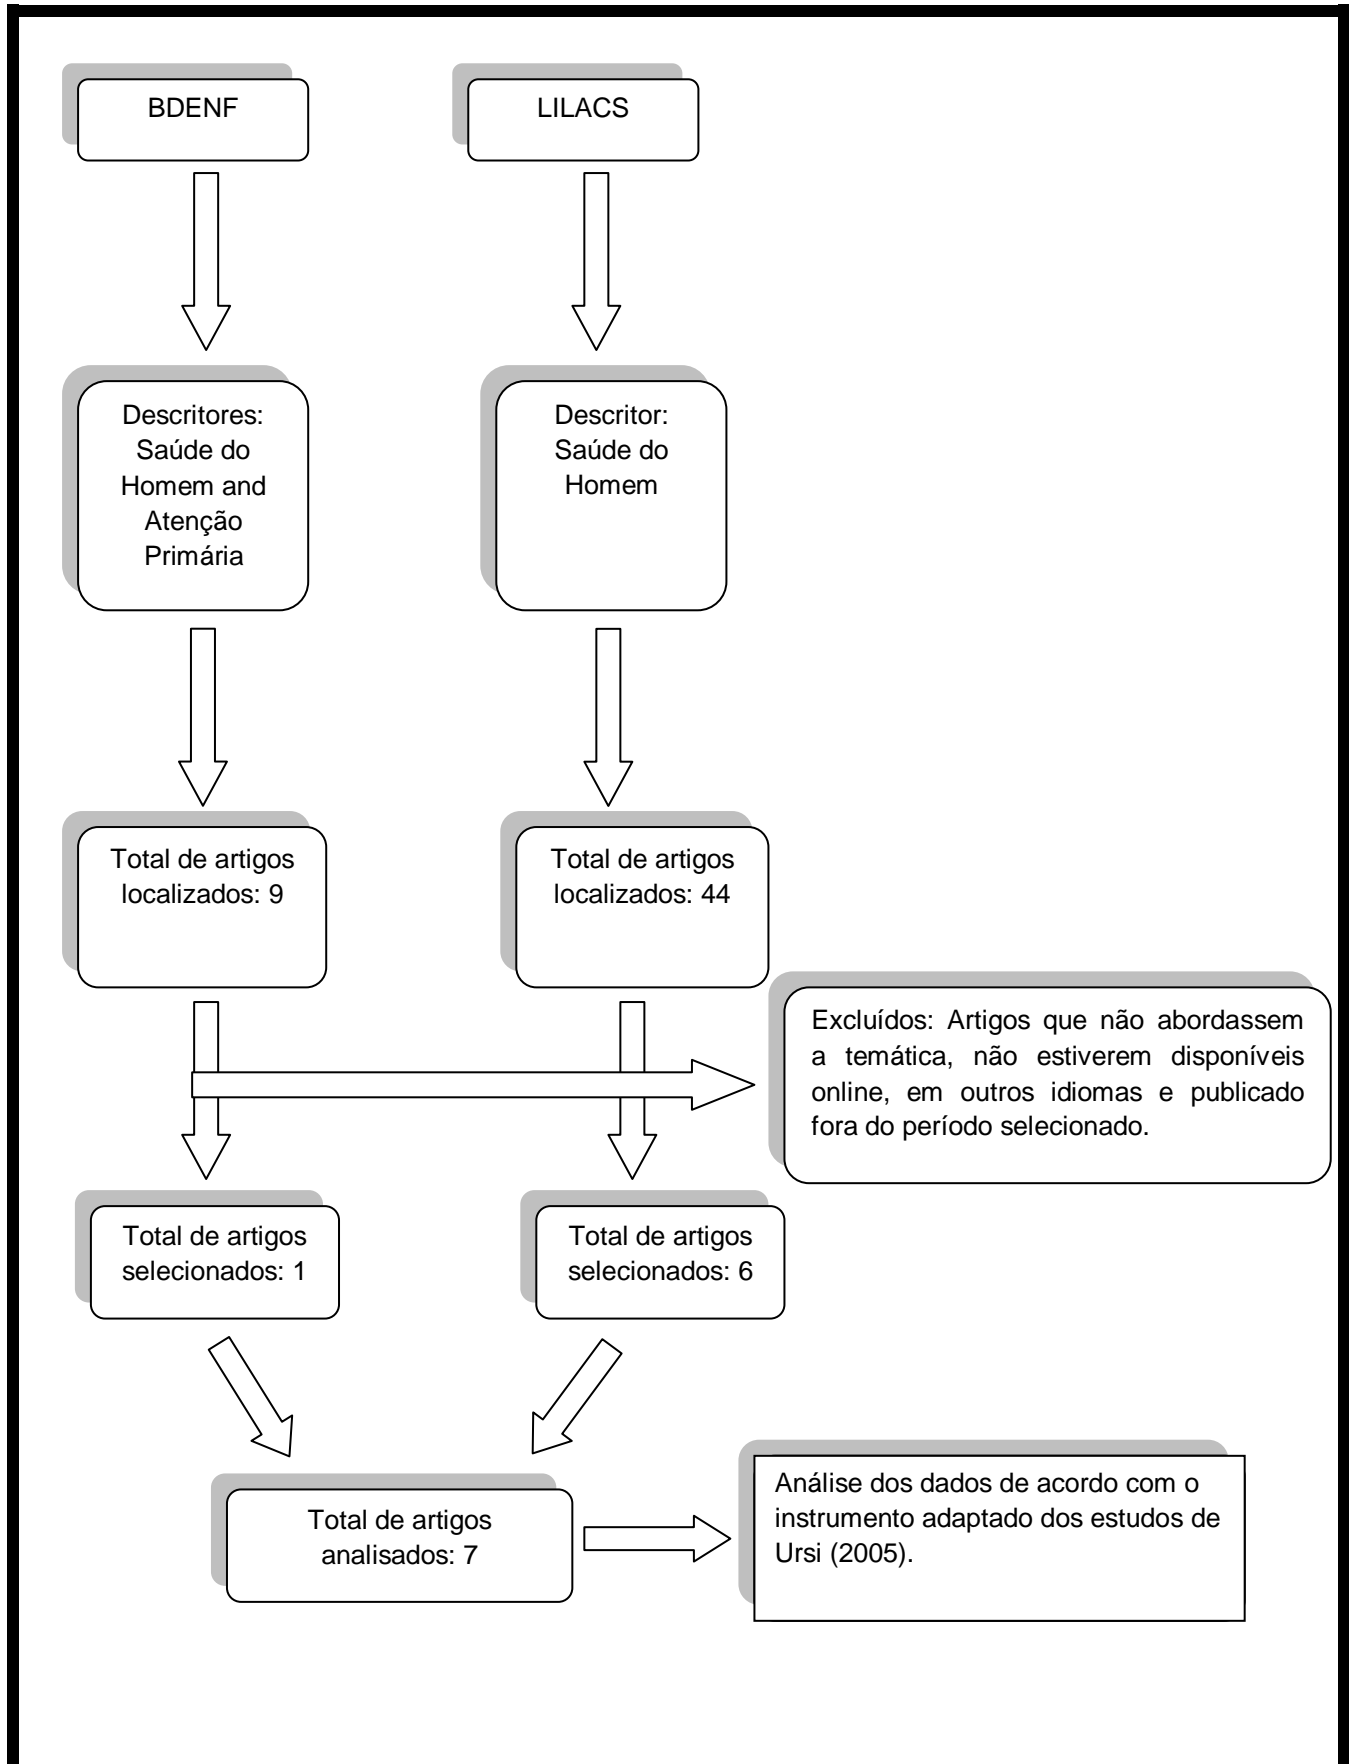 BDENF
LILACS
Descritores:
Saúde do
Homem and
Atenção
Primária
Descritor:
Saúde do
Homem
Total de artigos
localizados: 9
Total de artigos
localizados: 44
Excluídos: Artigos que não abordassem
a temática, não estiverem disponíveis
online, em outros idiomas e publicado
fora do período selecionado.
Total de artigos
selecionados: 1
Total de artigos
selecionados: 6
Total de artigos
analisados: 7
Análise dos dados de acordo com o
instrumento adaptado dos estudos de
Ursi (2005).